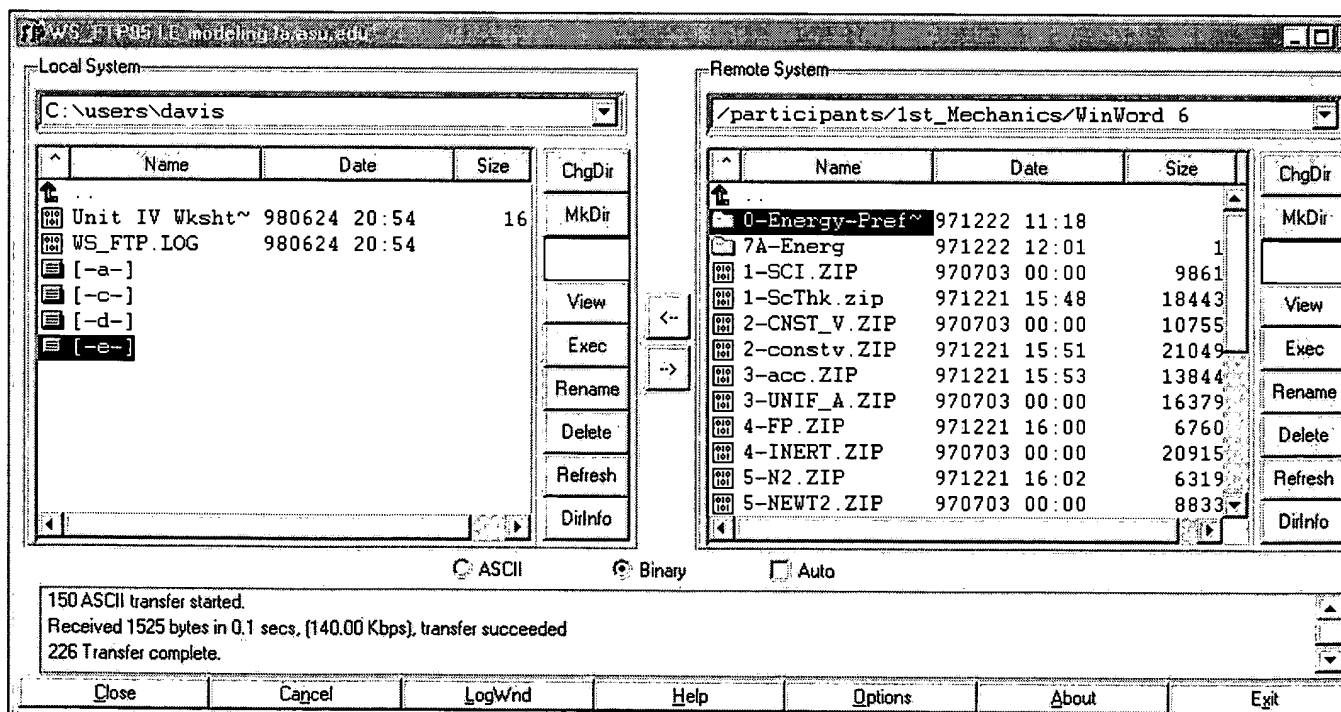 WS_FTP95 LE modeling.la.asu.edu
Local System
C:\users\davis
^ Name Date Size
..
Unit IV Wksht~ 980624 20:54 16
WS_FTP.LOG 980624 20:54
[-a-]
[-c-]
[-d-]
[-e-]
ChgDir
MkDir
View
Exec
Rename
Delete
Refresh
DirInfo
<--
-->
Remote System
/participants/1st_Mechanics/WinWord 6
^ Name Date Size
..
0-Energy-Pref~ 971222 11:18
7A-Energ 971222 12:01 1
1-SCI.ZIP 970703 00:00 9861
1-ScThk.zip 971221 15:48 18443
2-CNST_V.ZIP 970703 00:00 10755
2-constv.ZIP 971221 15:51 21049
3-acc.ZIP 971221 15:53 13844
3-UNIF_A.ZIP 970703 00:00 16379
4-FP.ZIP 971221 16:00 6760
4-INERT.ZIP 970703 00:00 20915
5-N2.ZIP 971221 16:02 6319
5-NEWT2.ZIP 970703 00:00 8833
ChgDir
MkDir
View
Exec
Rename
Delete
Refresh
DirInfo
ASCII Binary Auto
150 ASCII transfer started.
Received 1525 bytes in 0.1 secs, (140.00 Kbps), transfer succeeded
226 Transfer complete.
Close Cancel LogWnd Help Options About Exit